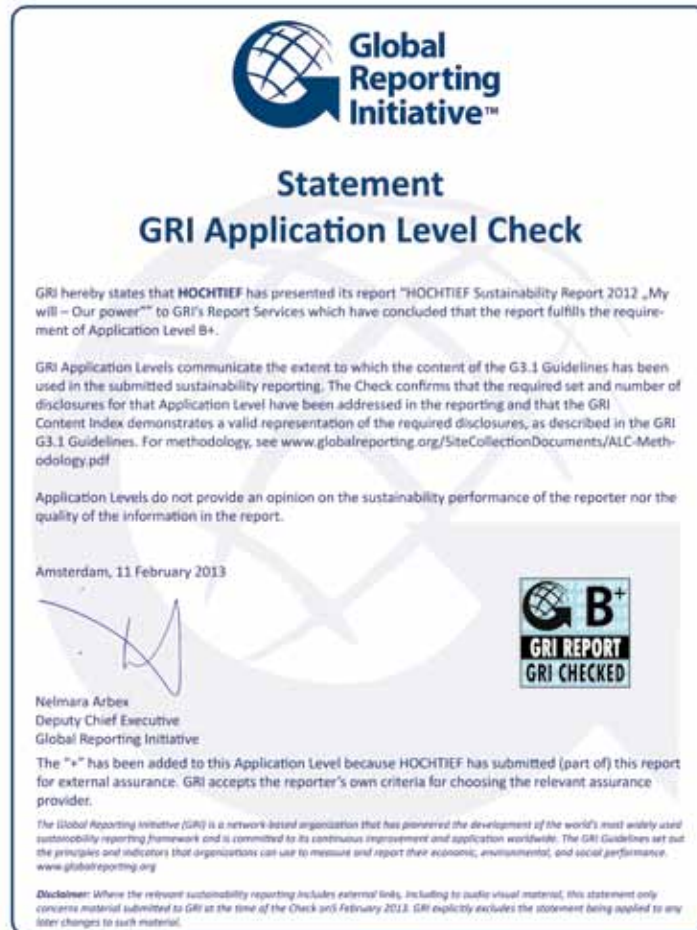 Global
Reporting
Initiative™
Statement
GRI Application Level Check
GRI hereby states that HOCHTIEF has presented its report "HOCHTIEF Sustainability Report 2012 „My
will – Our power"" to GRI's Report Services which have concluded that the report fulfills the require-
ment of Application Level B+.
GRI Application Levels communicate the extent to which the content of the G3.1 Guidelines has been
used in the submitted sustainability reporting. The Check confirms that the required set and number of
disclosures for that Application Level have been addressed in the reporting and that the GRI
Content Index demonstrates a valid representation of the required disclosures, as described in the GRI
G3.1 Guidelines. For methodology, see www.globalreporting.org/SiteCollectionDocuments/ALC-Meth-
odology.pdf
Application Levels do not provide an opinion on the sustainability performance of the reporter nor the
quality of the information in the report.
Amsterdam, 11 February 2013
B+
GRI REPORT
GRI CHECKED
Nelmara Arbex
Deputy Chief Executive
Global Reporting Initiative
The "+" has been added to this Application Level because HOCHTIEF has submitted (part of) this report
for external assurance. GRI accepts the reporter's own criteria for choosing the relevant assurance
provider.
The Global Reporting Initiative (GRI) is a network-based organization that has pioneered the development of the world's most widely used
sustainability reporting framework and is committed to its continuous improvement and application worldwide. The GRI Guidelines set out
the principles and indicators that organizations can use to measure and report their economic, environmental, and social performance.
www.globalreporting.org
Disclaimer: Where the relevant sustainability reporting includes external links, including to audio visual material, this statement only
concerns material submitted to GRI at the time of the Check on5 February 2013. GRI explicitly excludes the statement being applied to any
later changes to such material.